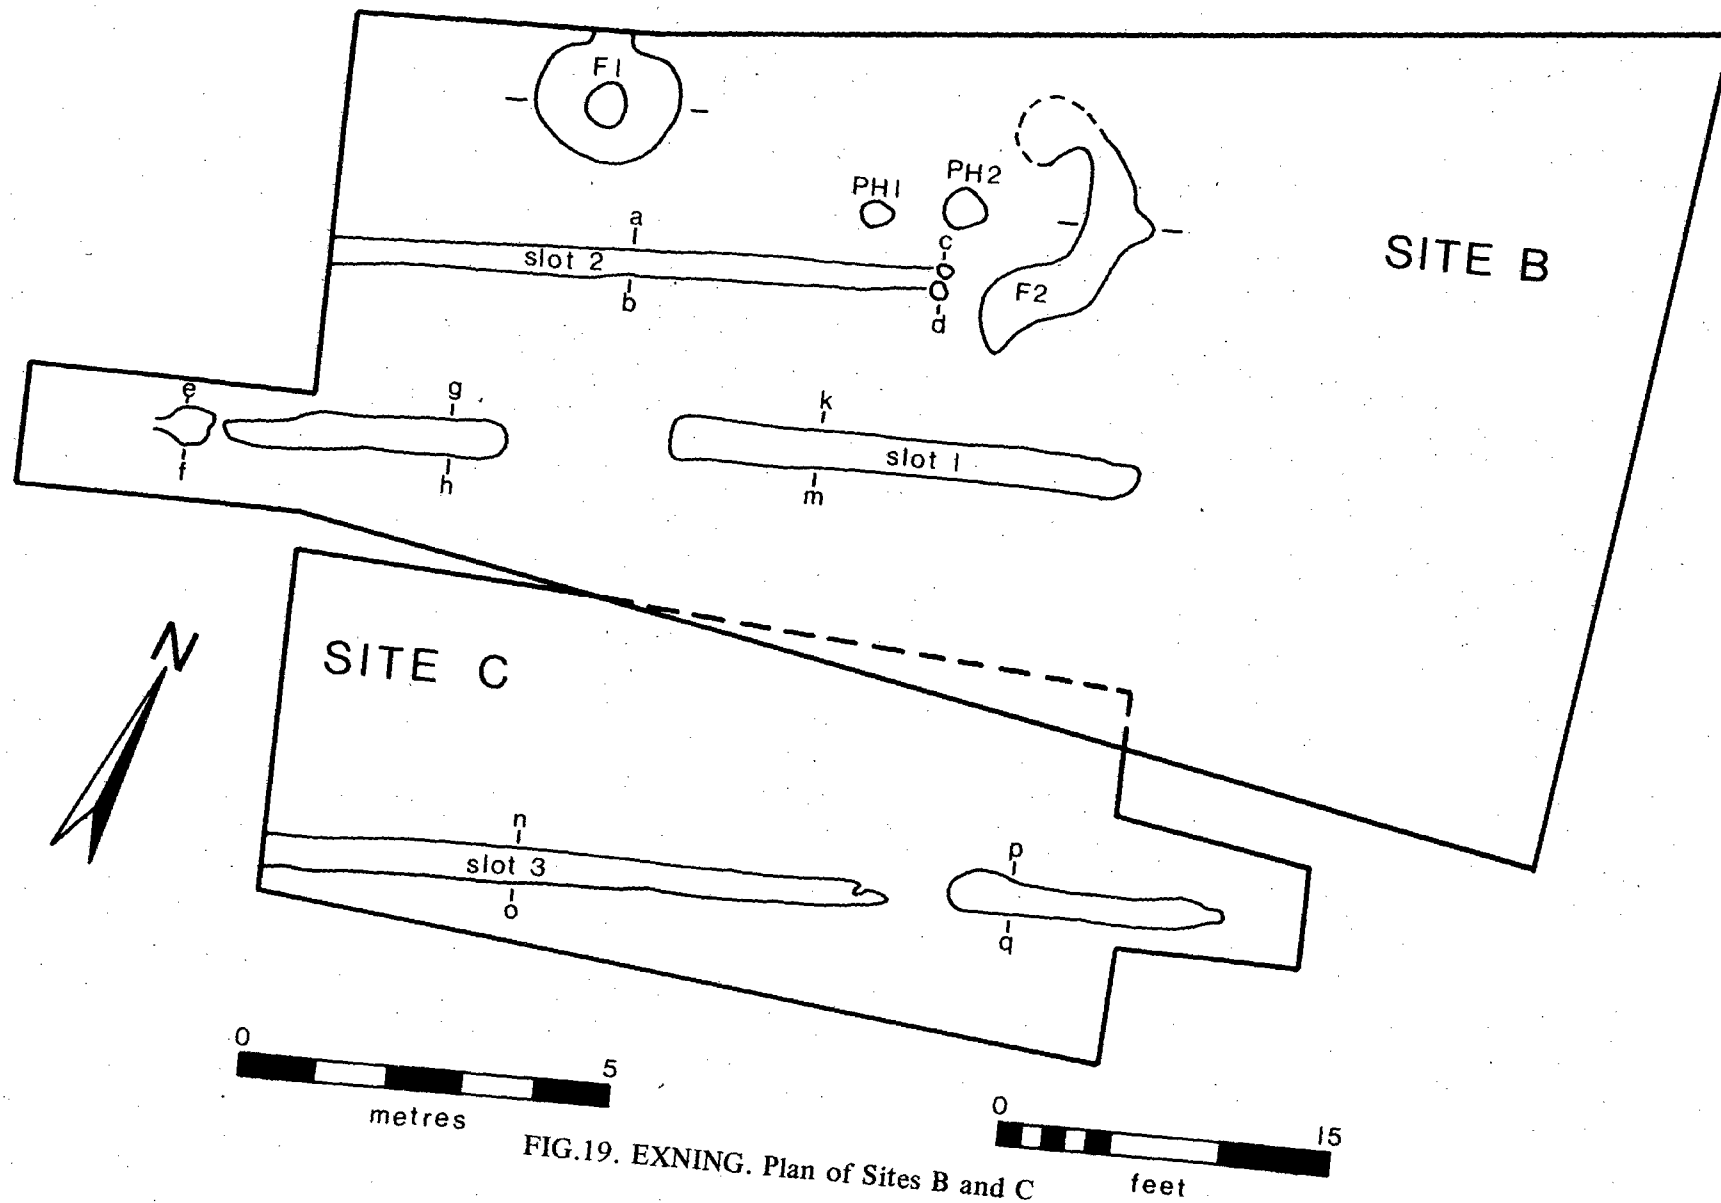 F1
PH1
PH2
a
slot 2
b
c
d
F2
SITE B
e
f
g
h
k
slot 1
m
N
SITE C
n
slot 3
o
p
q
0 5
metres
0 15
feet
FIG.19. EXNING. Plan of Sites B and C